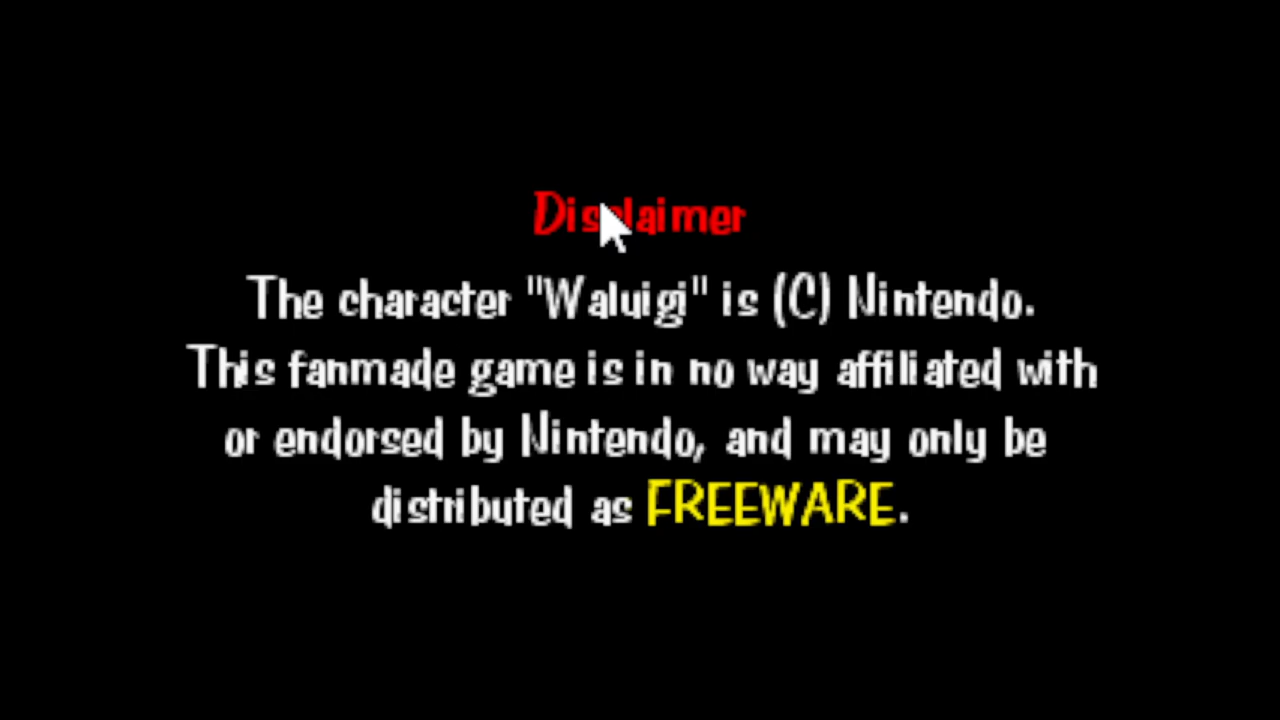 Disclaimer
The character "Waluigi" is (C) Nintendo.
This fanmade game is in no way affiliated with
or endorsed by Nintendo, and may only be
distributed as FREEWARE.